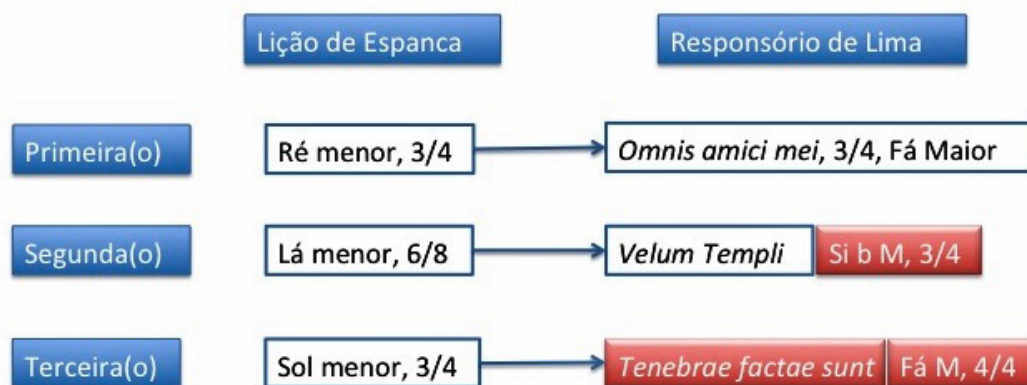 Lição de Espanca Responsório de Lima
Primeira(o) Ré menor, 3/4 Omnis amici mei, 3/4, Fá Maior
Segunda(o) Lá menor, 6/8 Velum Templi Si b M, 3/4
Terceira(o) Sol menor, 3/4 Tenebrae factae sunt Fá M, 4/4